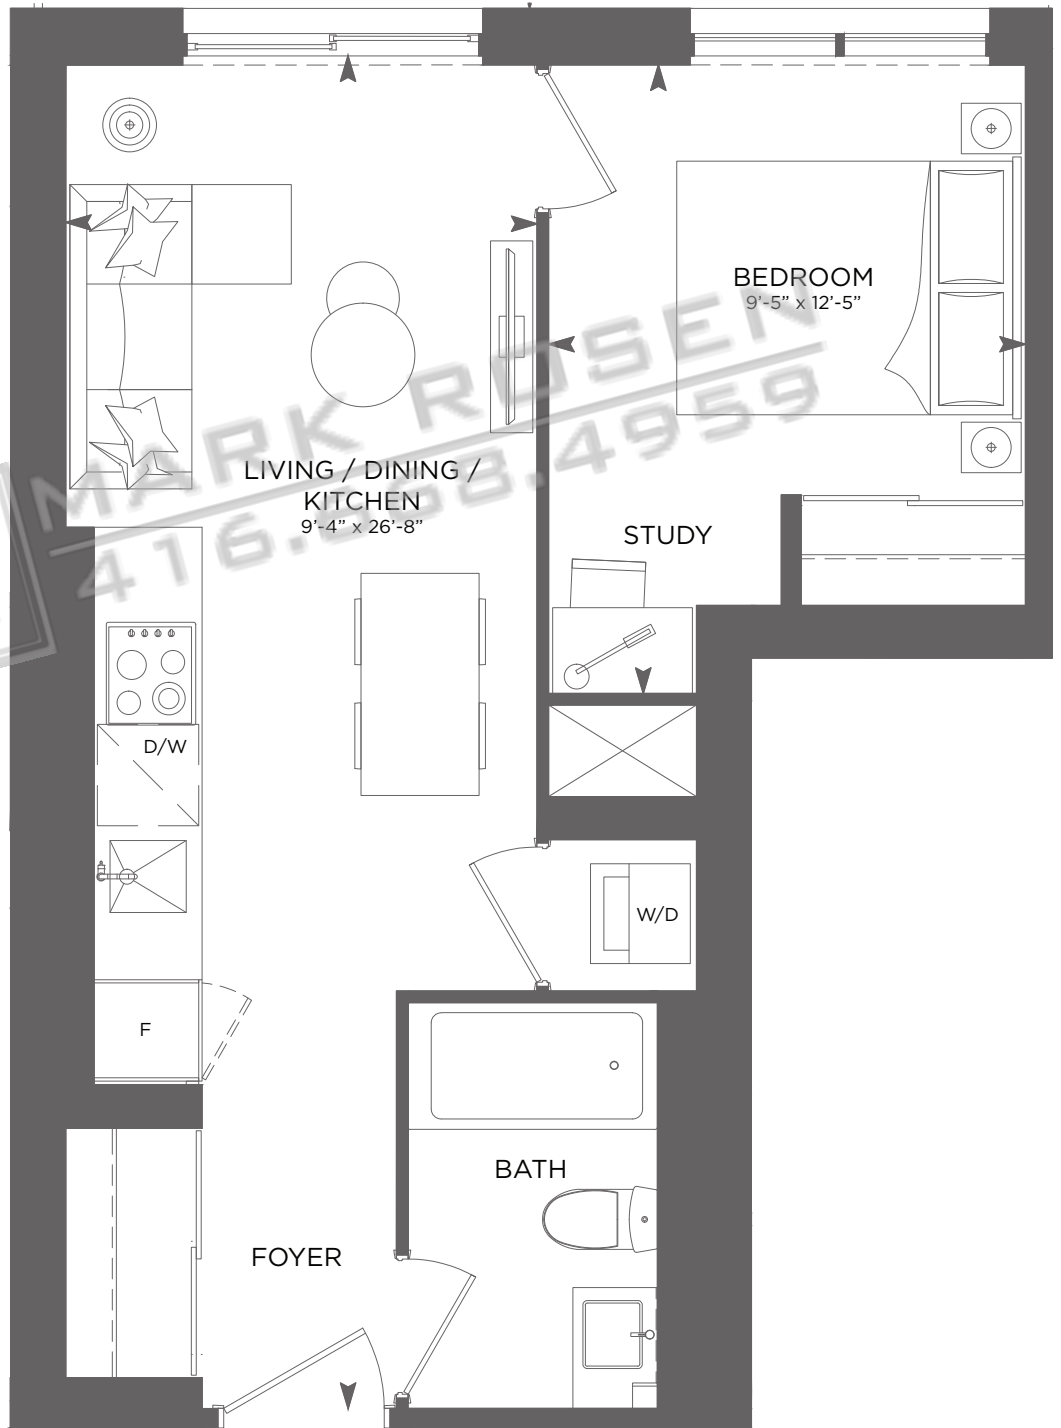 BEDROOM
9'-5” x 12'-5”
MARK ROSEN
416.868.4959
LIVING / DINING /
KITCHEN
9'-4” x 26'-8”
STUDY
D/W
W/D
F
BATH
FOYER